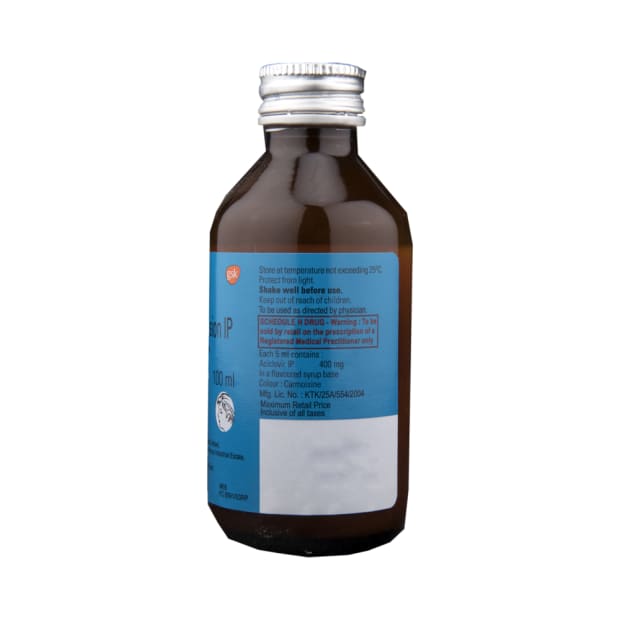 gsk
sion IP
100 ml
Store at temperature not exceeding 25°C
Protect from light.
Shake well before use.
Keep out of reach of children.
To be used as directed by physician.
SCHEDULE H DRUG - Warning : To be
sold by retail on the prescription of a
Registered Medical Practitioner only
Each 5 ml contains :
Aciclovir IP 400 mg
in a flavoured syrup base
Colour : Carmoisine
Mfg. Lic. No. : KTK/25A/554/2004
Maximum Retail Price
Inclusive of all taxes